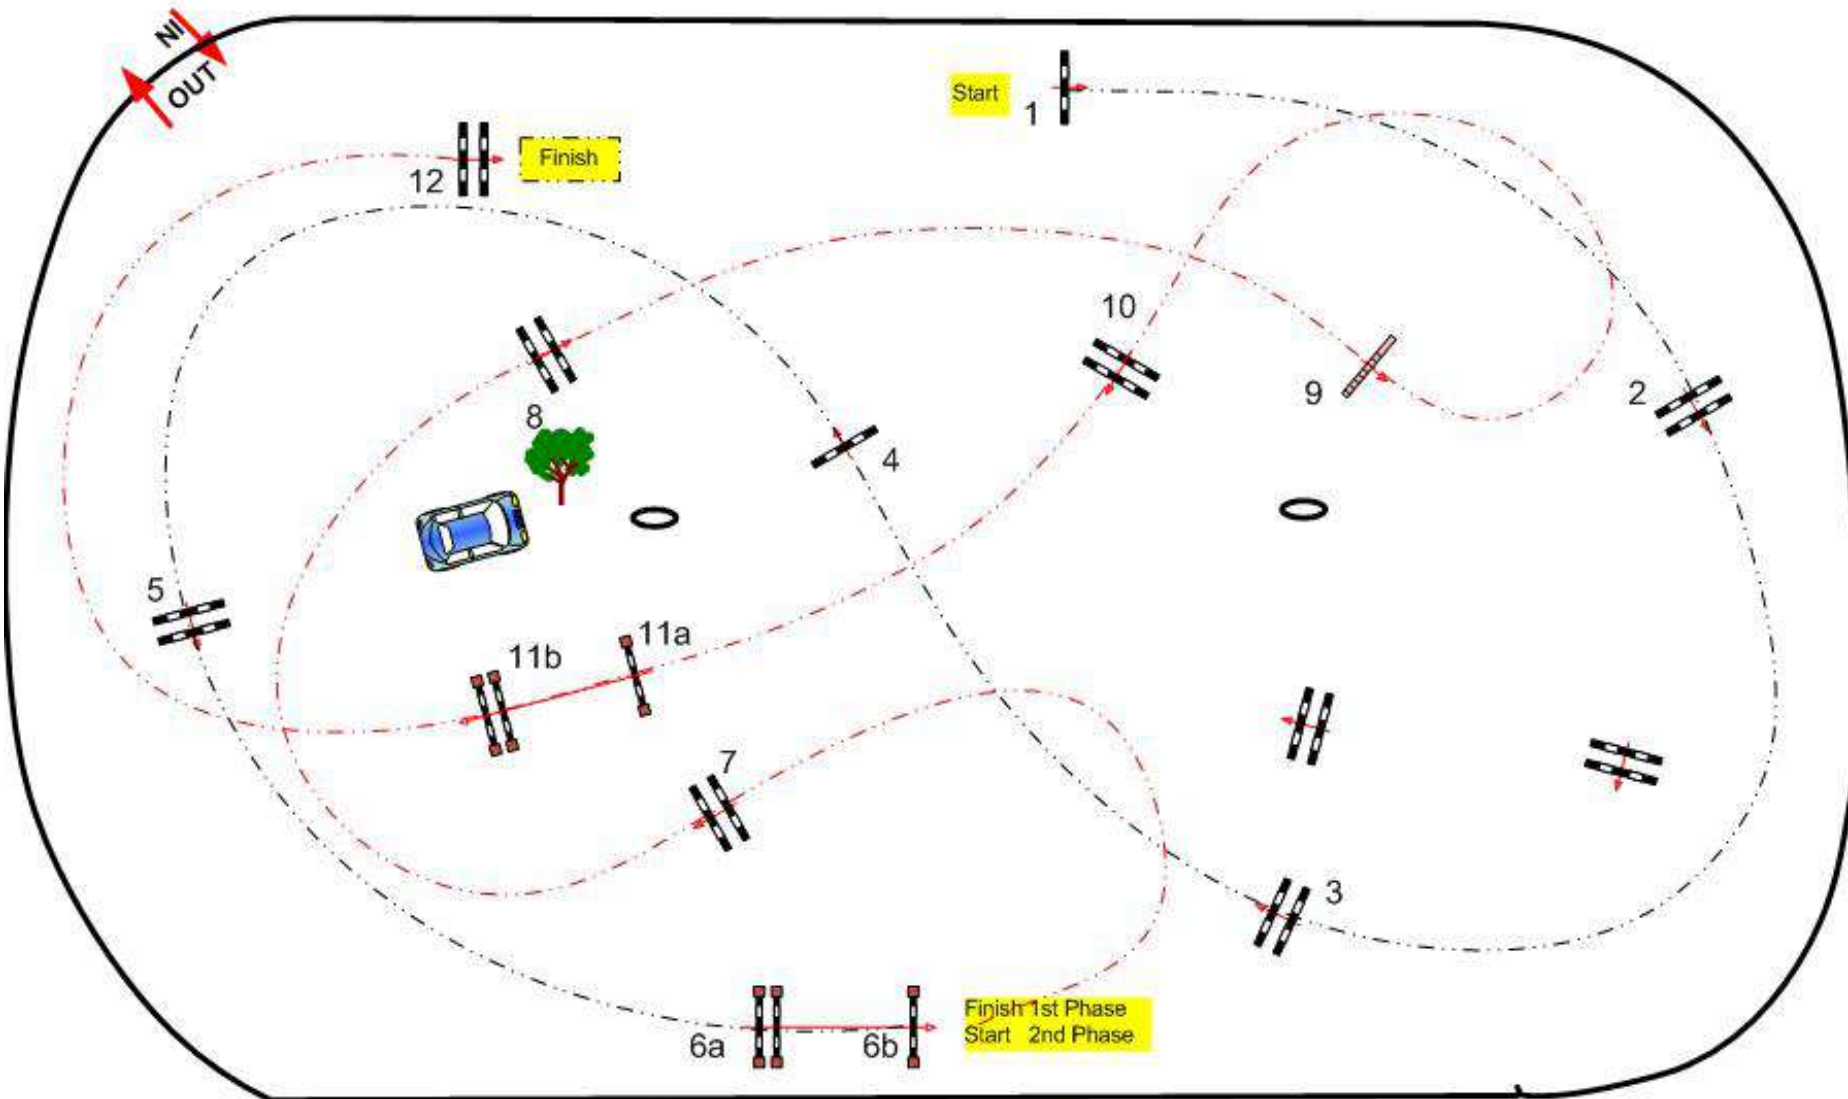 IN
OUT
Start
1
12
Finish
10
8
9
2
4
5
11a
11b
7
3
6a
6b
Finish 1st Phase
Start 2nd Phase